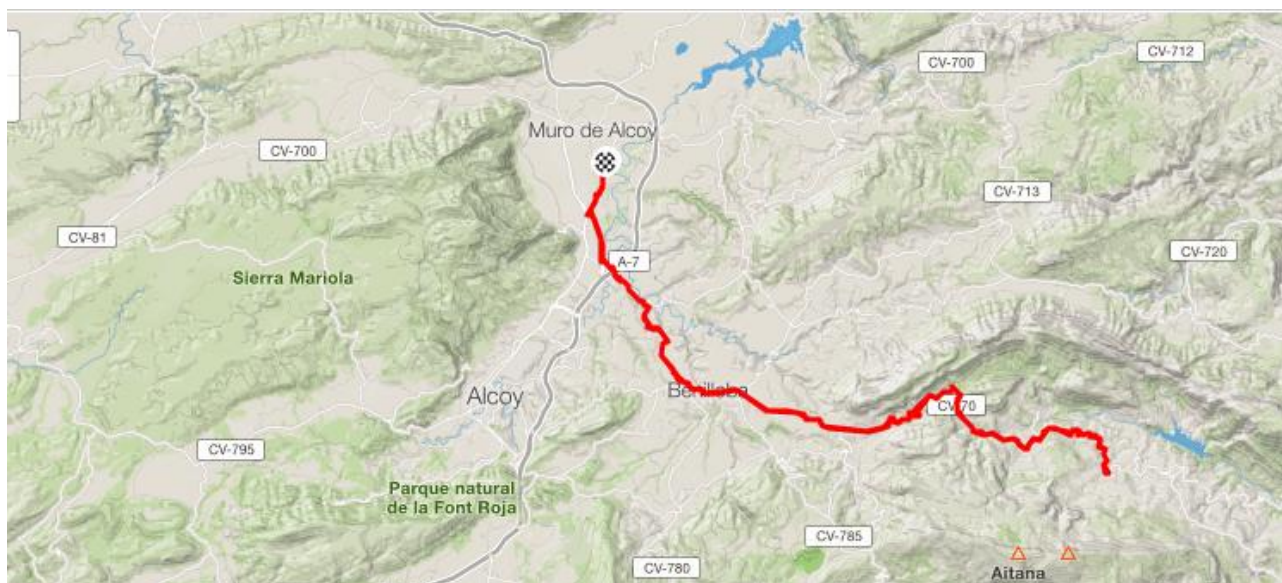 CV-712
CV-700
Muro de Alcoy
CV-700
CV-713
CV-81
A-7
CV-720
Sierra Mariola
Benilloba
Alcoy
CV-70
CV-795
Parque natural
de la Font Roja
CV-785
CV-780
Aitana